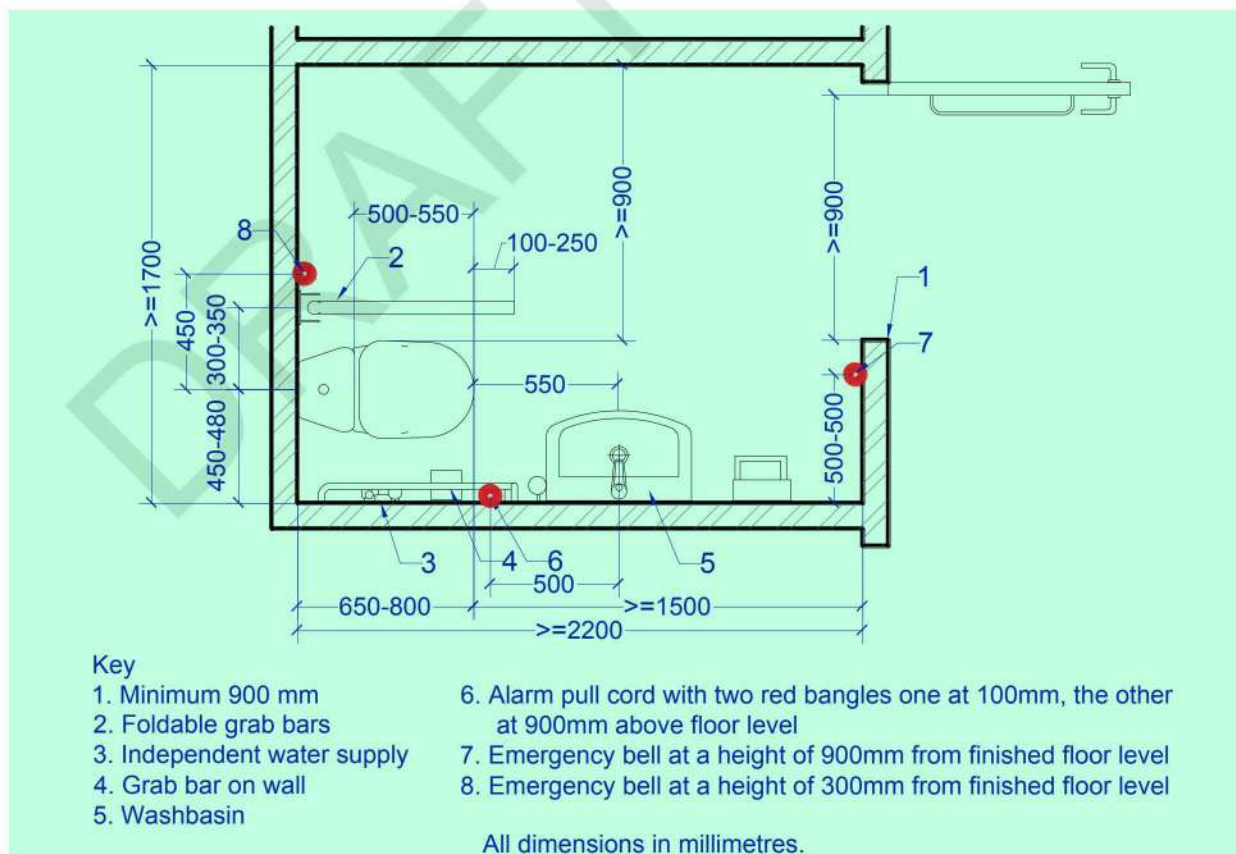 DRAFT
500-550
100-250
>=900
>=900
8
2
1
>=1700
450
300-350
450-480
7
550
500-500
3
4
6
5
500
650-800
>=1500
>=2200
Key
1. Minimum 900 mm
2. Foldable grab bars
3. Independent water supply
4. Grab bar on wall
5. Washbasin
6. Alarm pull cord with two red bangles one at 100mm, the other
at 900mm above floor level
7. Emergency bell at a height of 900mm from finished floor level
8. Emergency bell at a height of 300mm from finished floor level
All dimensions in millimetres.